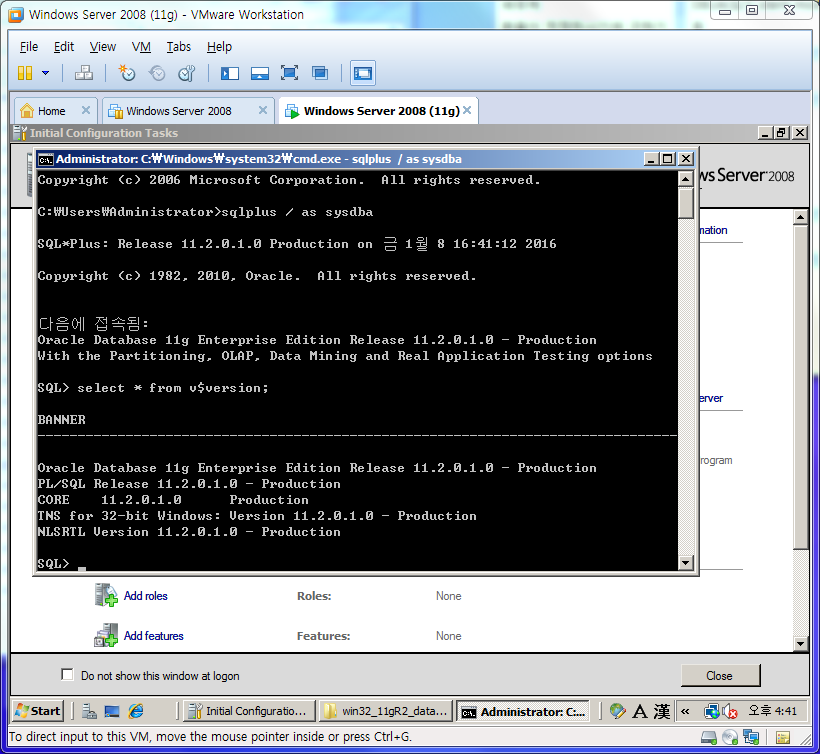 Windows Server 2008 (11g) - VMware Workstation
File Edit View VM Tabs Help
Home Windows Server 2008 Windows Server 2008 (11g)
Initial Configuration Tasks
Administrator: C:₩Windows₩system32₩cmd.exe - sqlplus / as sysdba
ws Server 2008
Copyright (c) 2006 Microsoft Corporation.  All rights reserved.
C:₩Users₩Administrator>sqlplus / as sysdba
mation
SQL*Plus: Release 11.2.0.1.0 Production on 금 1월 8 16:41:12 2016
Copyright (c) 1982, 2010, Oracle.  All rights reserved.
다음에 접속됨:
Oracle Database 11g Enterprise Edition Release 11.2.0.1.0 - Production
With the Partitioning, OLAP, Data Mining and Real Application Testing options
SQL> select * from v$version;
erver
BANNER
--------------------------------------------------------------------------------
rogram
Oracle Database 11g Enterprise Edition Release 11.2.0.1.0 - Production
PL/SQL Release 11.2.0.1.0 - Production
CORE    11.2.0.1.0      Production
TNS for 32-bit Windows: Version 11.2.0.1.0 - Production
NLSRTL Version 11.2.0.1.0 - Production
SQL> _
Add roles Roles: None
Add features Features: None
Do not show this window at logon Close
Start Initial Configuratio... win32_11gR2_data... Administrator: C:... A 漢 « 오후 4:41
To direct input to this VM, move the mouse pointer inside or press Ctrl+G.